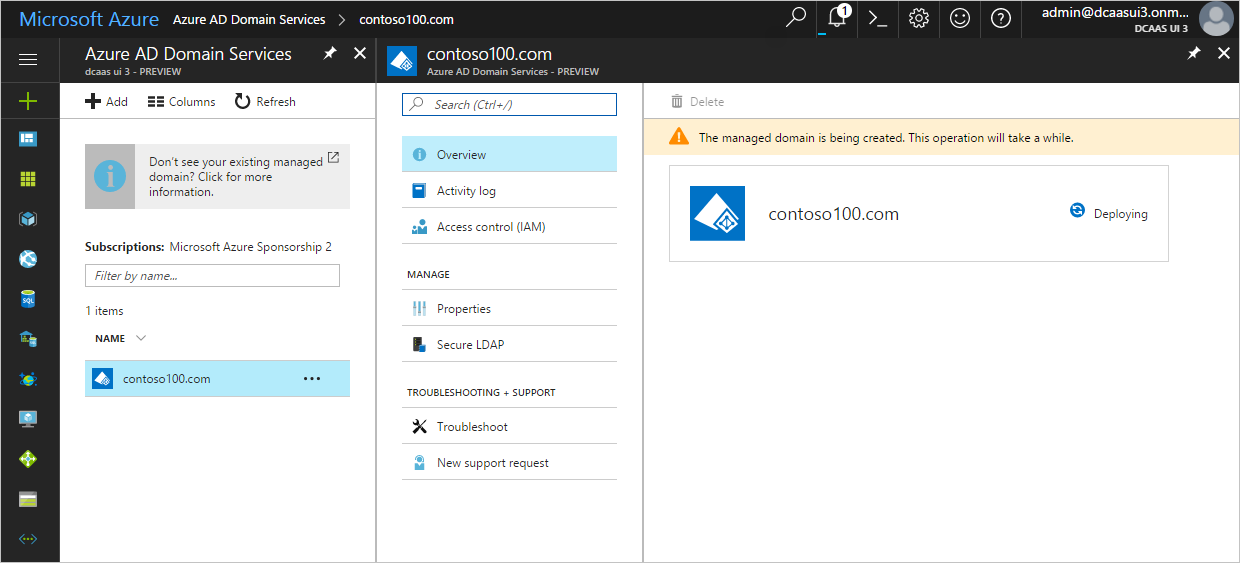 Microsoft Azure Azure AD Domain Services > contoso100.com
1
admin@dcaasui3.onm...
DCAAS UI 3
Azure AD Domain Services
dcaas ui 3 - PREVIEW
Add Columns Refresh
Don't see your existing managed
domain? Click for more
information.
Subscriptions: Microsoft Azure Sponsorship 2
Filter by name...
1 items
NAME
contoso100.com ...
contoso100.com
Azure AD Domain Services - PREVIEW
Search (Ctrl+/)
Overview
Activity log
Access control (IAM)
MANAGE
Properties
Secure LDAP
TROUBLESHOOTING + SUPPORT
Troubleshoot
New support request
Delete
The managed domain is being created. This operation will take a while.
contoso100.com
Deploying
SQL